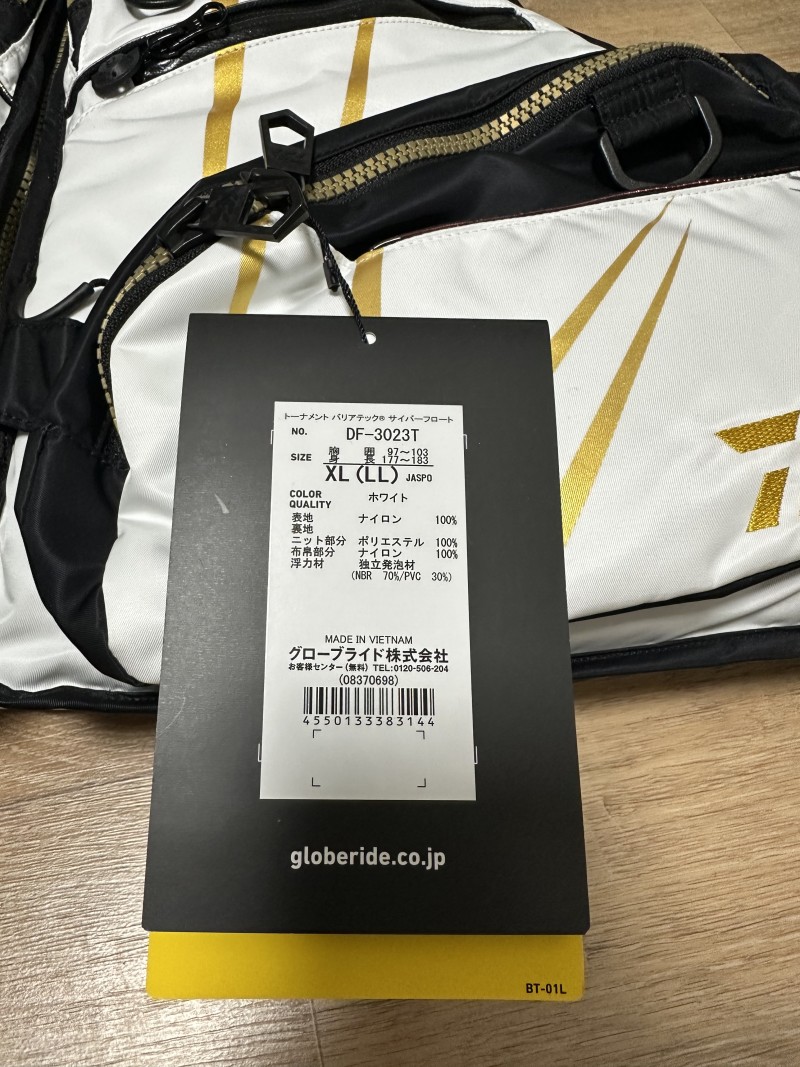 トーナメント バリアテック® サイバーフロート
NO. DF-3023T
SIZE 胸囲 97～103
身長 177～183
XL(LL) JASPO
COLOR ホワイト
QUALITY
表地 ナイロン 100%
裏地
ニット部分 ポリエステル 100%
布帛部分 ナイロン 100%
浮力材 独立発泡材
(NBR 70%/PVC 30%)
MADE IN VIETNAM
グローブライド株式会社
お客様センター(無料) TEL:0120-506-204
(08370698)
4550133383144
globeride.co.jp
BT-01L